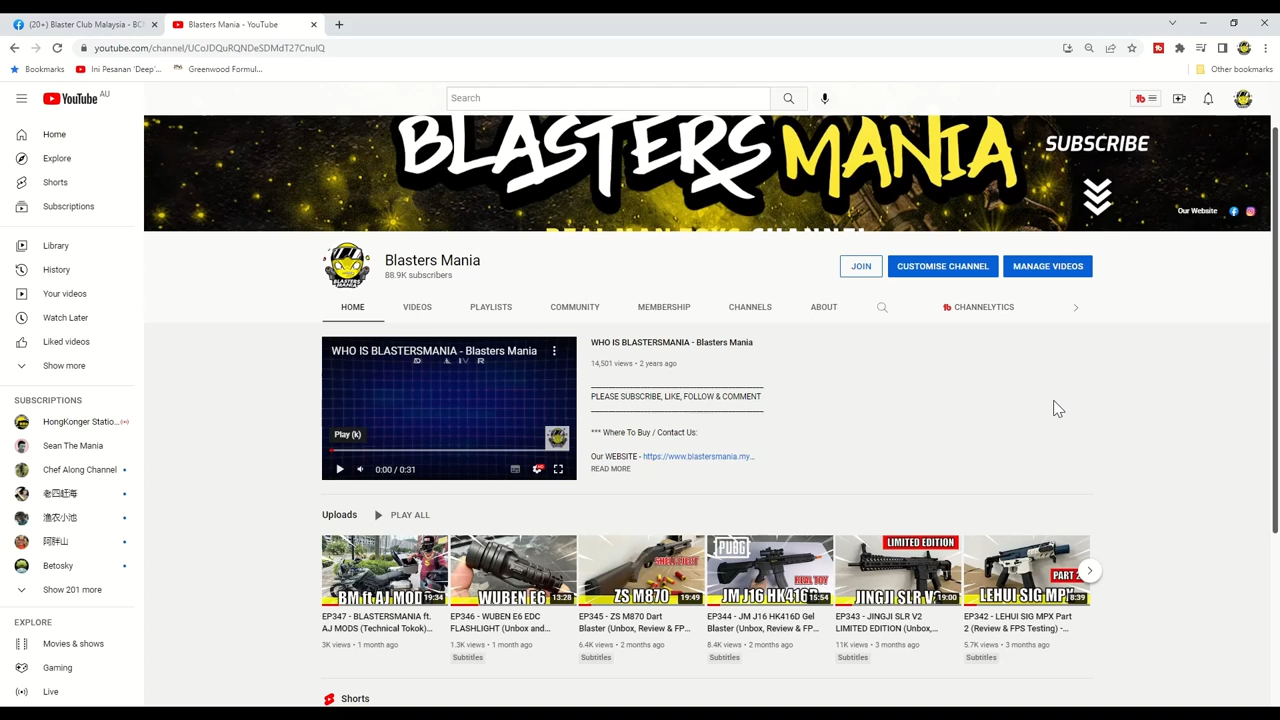 (20+) Blaster Club Malaysia - BC
Blasters Mania - YouTube
youtube.com/channel/UCoJDQuRQNDeSDMdT27CnuIQ
Bookmarks
Ini Pesanan 'Deep'...
Greenwood Formul...
Other bookmarks
YouTube AU
Search
Home
Explore
Shorts
Subscriptions
Library
History
Your videos
Watch Later
Liked videos
Show more
SUBSCRIPTIONS
HongKonger Statio...
Sean The Mania
Chef Along Channel
老四赶海
渔农小池
阿胖山
Betosky
Show 201 more
EXPLORE
Movies & shows
Gaming
Live
BLASTERS MANIA
SUBSCRIBE
Our Website
Blasters Mania
88.9K subscribers
JOIN
CUSTOMISE CHANNEL
MANAGE VIDEOS
HOME
VIDEOS
PLAYLISTS
COMMUNITY
MEMBERSHIP
CHANNELS
ABOUT
CHANNELYTICS
WHO IS BLASTERSMANIA - Blasters Mania
Play (k)
0:00 / 0:31
WHO IS BLASTERSMANIA - Blasters Mania
14,501 views • 2 years ago
PLEASE SUBSCRIBE, LIKE, FOLLOW & COMMENT
*** Where To Buy / Contact Us:
Our WEBSITE - https://www.blastersmania.my...
READ MORE
Uploads
PLAY ALL
BM ft AJ MOD
19:34
EP347 - BLASTERSMANIA ft.
AJ MODS (Technical Tokok)...
3K views • 1 month ago
WUBEN E6
13:28
EP346 - WUBEN E6 EDC
FLASHLIGHT (Unbox and...
1.3K views • 1 month ago
Subtitles
SHELL EJECT
ZS M870
19:49
EP345 - ZS M870 Dart
Blaster (Unbox, Review & FP...
6.4K views • 2 months ago
Subtitles
PUBG
REAL TOY
JM J16 HK416D
15:54
EP344 - JM J16 HK416D Gel
Blaster (Unbox, Review & FP...
8.4K views • 2 months ago
Subtitles
LIMITED EDITION
JINGJI SLR V2
19:00
EP343 - JINGJI SLR V2
LIMITED EDITION (Unbox,...
11K views • 3 months ago
Subtitles
PART 2
LEHUI SIG MPX
8:39
EP342 - LEHUI SIG MPX Part
2 (Review & FPS Testing) -...
5.7K views • 3 months ago
Subtitles
Shorts